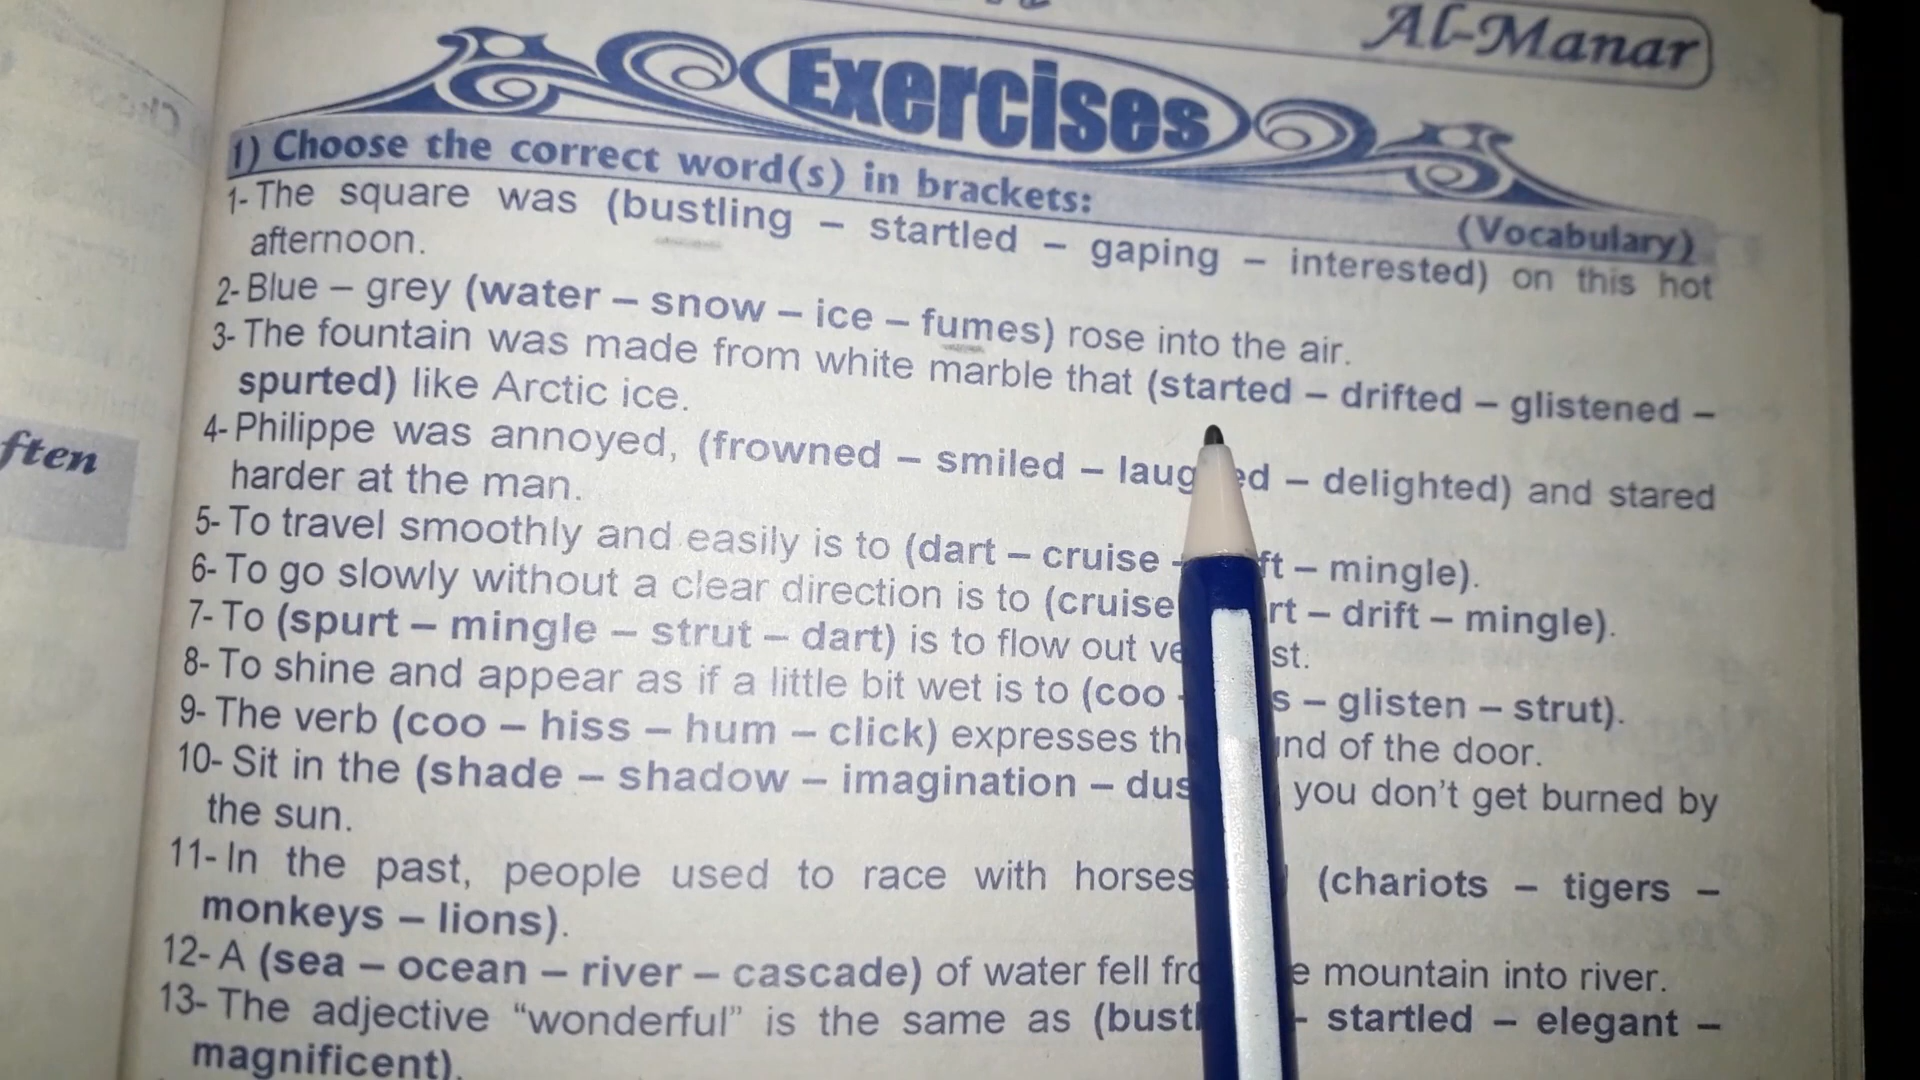 Al-Manar
Exercises
1) Choose the correct word(s) in brackets:
(Vocabulary)
1- The square was (bustling – startled – gaping – interested) on this hot
afternoon.
2- Blue – grey (water – snow – ice – fumes) rose into the air.
3- The fountain was made from white marble that (started – drifted – glistened –
spurted) like Arctic ice.
4- Philippe was annoyed, (frowned – smiled – laughed – delighted) and stared
harder at the man.
5- To travel smoothly and easily is to (dart – cruise – ft – mingle).
6- To go slowly without a clear direction is to (cruise rt – drift – mingle).
7- To (spurt – mingle – strut – dart) is to flow out ve st.
8- To shine and appear as if a little bit wet is to (coo - s – glisten – strut).
9- The verb (coo – hiss – hum – click) expresses th nd of the door.
10- Sit in the (shade – shadow – imagination – dus you don't get burned by
the sun.
11- In the past, people used to race with horses (chariots – tigers –
monkeys – lions).
12- A (sea – ocean – river – cascade) of water fell fro e mountain into river.
13- The adjective “wonderful” is the same as (bustl - startled – elegant –
magnificent).
ften